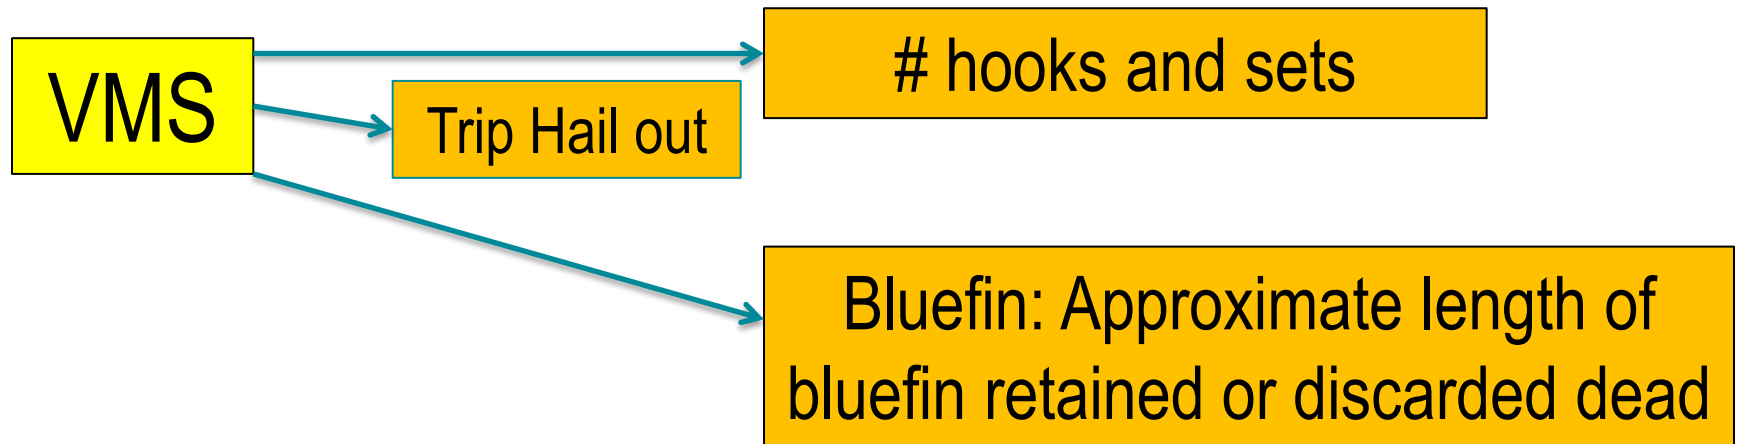 VMS
# hooks and sets
Trip Hail out
Bluefin: Approximate length of
bluefin retained or discarded dead